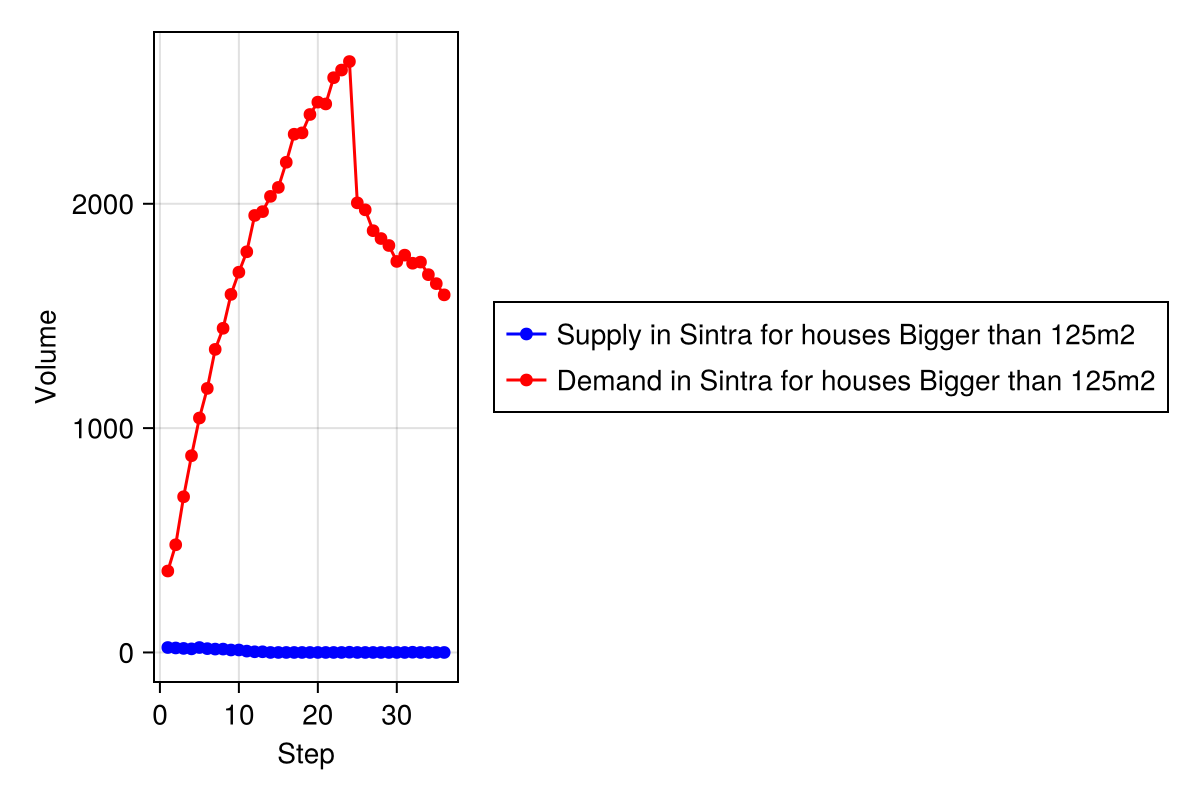 Volume
2000
1000
0
0 10 20 30
Step
Supply in Sintra for houses Bigger than 125m2
Demand in Sintra for houses Bigger than 125m2